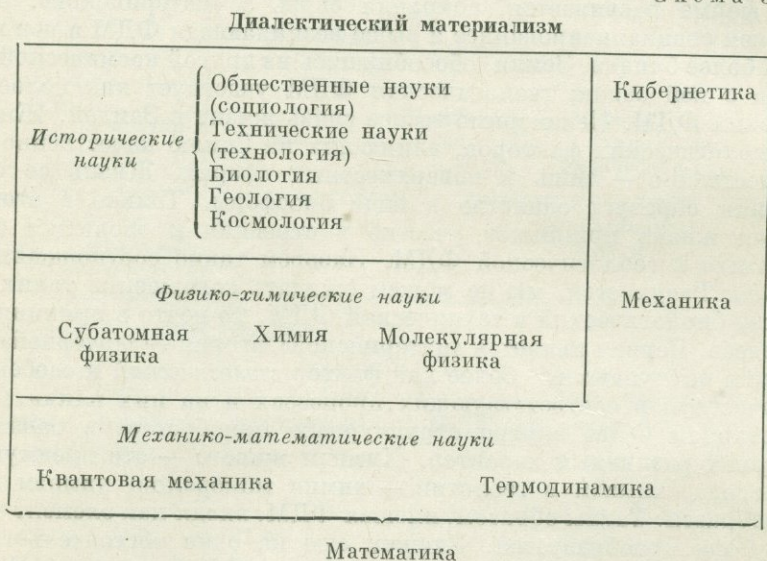 Диалектический материализм
Исторические
науки
Общественные науки
(социология)
Технические науки
(технология)
Биология
Геология
Космология
Кибернетика
Физико-химические науки
Субатомная
физика
Химия
Молекулярная
физика
Механика
Механико-математические науки
Квантовая механика
Термодинамика
Математика